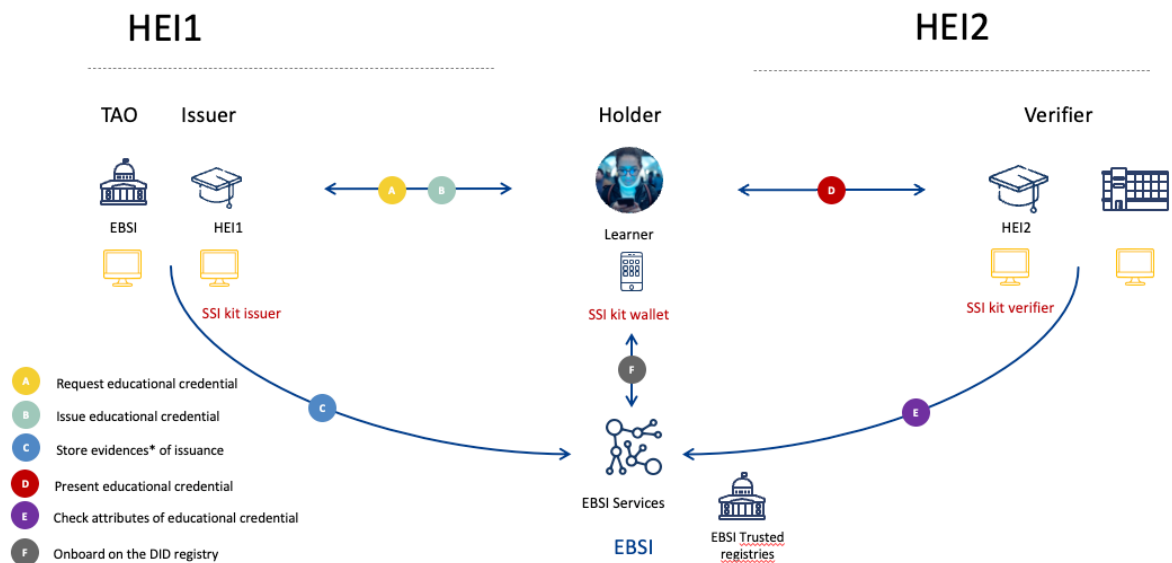 HEI1
HEI2
TAO
Issuer
Holder
Verifier
A
B
D
EBSI
HEI1
Learner
HEI2
SSI kit issuer
SSI kit wallet
SSI kit verifier
F
A Request educational credential
B Issue educational credential
C
E
C Store evidences* of issuance
D Present educational credential
E Check attributes of educational credential
EBSI Services
F Onboard on the DID registry
EBSI
EBSI Trusted
registries